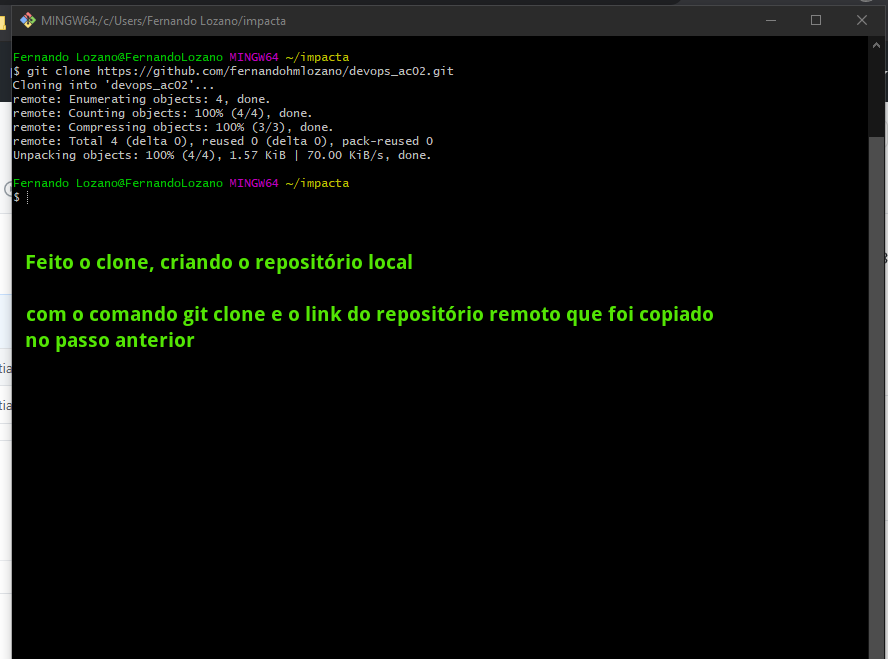 MINGW64:/c/Users/Fernando Lozano/impacta
Fernando Lozano@FernandoLozano MINGW64 ~/impacta
$ git clone https://github.com/fernandohmlozano/devops_ac02.git
Cloning into 'devops_ac02'...
remote: Enumerating objects: 4, done.
remote: Counting objects: 100% (4/4), done.
remote: Compressing objects: 100% (3/3), done.
remote: Total 4 (delta 0), reused 0 (delta 0), pack-reused 0
Unpacking objects: 100% (4/4), 1.57 KiB | 70.00 KiB/s, done.
Fernando Lozano@FernandoLozano MINGW64 ~/impacta
$
Feito o clone, criando o repositório local
com o comando git clone e o link do repositório remoto que foi copiado
no passo anterior
tia
tia